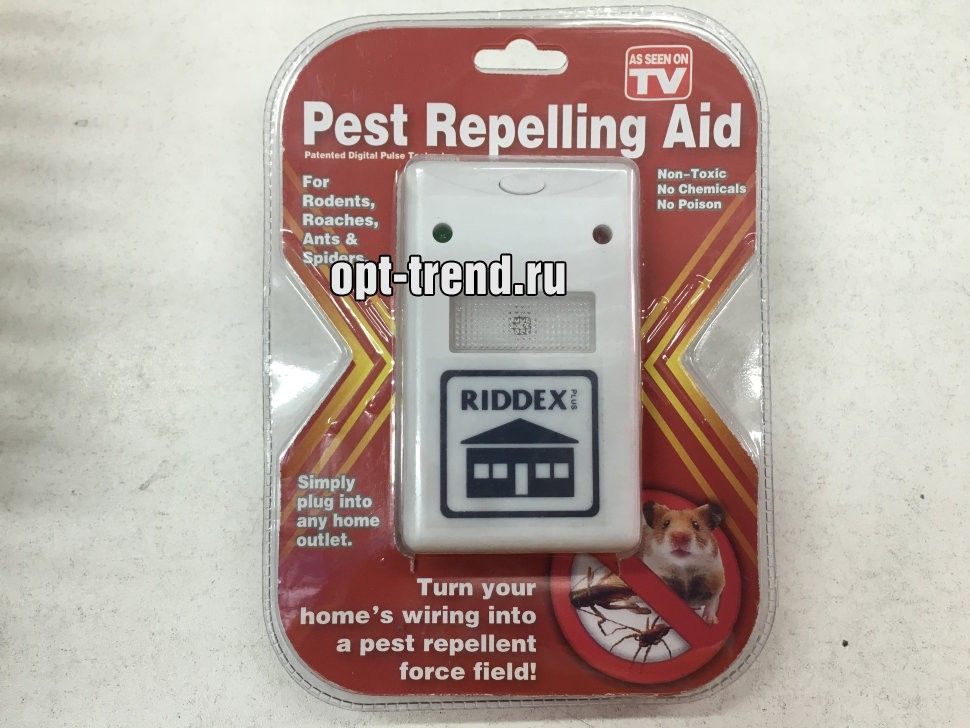 AS SEEN ON
TV
Pest Repelling Aid
Patented Digital Pulse
For
Rodents,
Roaches,
Ants &
Spiders
Non-Toxic
No Chemicals
No Poison
opt-trend.ru
RIDDEX PLUS
Simply
plug into
any home
outlet.
Turn your
home's wiring into
a pest repellent
force field!